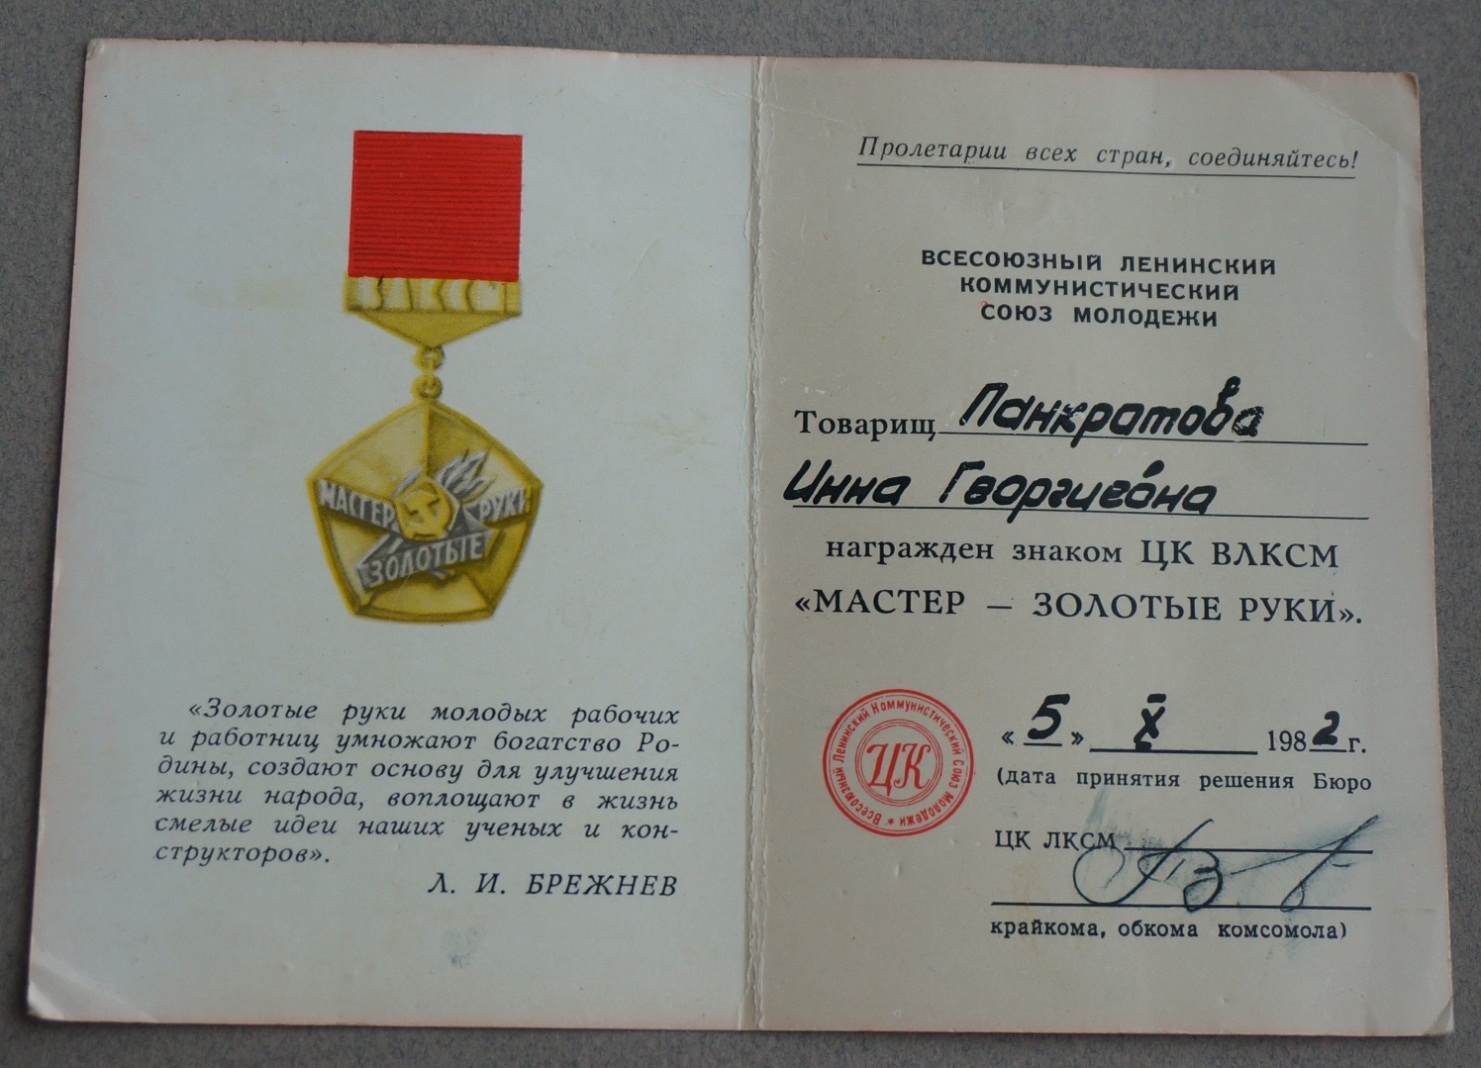 ВЛКСМ
МАСТЕР РУКИ
ЗОЛОТЫЕ
«Золотые руки молодых рабочих
и работниц умножают богатство Ро-
дины, создают основу для улучшения
жизни народа, воплощают в жизнь
смелые идеи наших ученых и кон-
структоров».
Л. И. БРЕЖНЕВ
Пролетарии всех стран, соединяйтесь!
ВСЕСОЮЗНЫЙ ЛЕНИНСКИЙ
КОММУНИСТИЧЕСКИЙ
СОЮЗ МОЛОДЕЖИ
Товарищ Панкратова
Инна Георгиевна
награжден знаком ЦК ВЛКСМ
«МАСТЕР — ЗОЛОТЫЕ РУКИ».
Всесоюзный Ленинский Коммунистический Союз Молодежи
ЦК
«5» X 1982 г.
(дата принятия решения Бюро
ЦК ЛКСМ
крайкома, обкома комсомола)